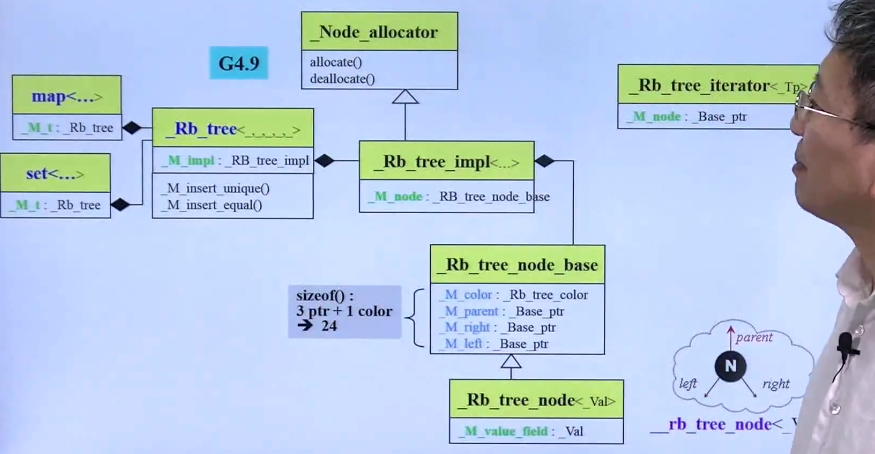 _Node_allocator
allocate()
deallocate()
G4.9
map<...>
_M_t : _Rb_tree
set<...>
_M_t : _Rb_tree
_Rb_tree<_,_,_,_,_>
_M_impl : _RB_tree_impl
_M_insert_unique()
_M_insert_equal()
_Rb_tree_impl<...>
_M_node : _RB_tree_node_base
_Rb_tree_iterator<_Tp>
_M_node : _Base_ptr
_Rb_tree_node_base
_M_color : _Rb_tree_color
_M_parent : _Base_ptr
_M_right : _Base_ptr
_M_left : _Base_ptr
sizeof() :
3 ptr + 1 color
➔ 24
_Rb_tree_node<_Val>
_M_value_field : _Val
parent
N
left
right
__rb_tree_node<_V